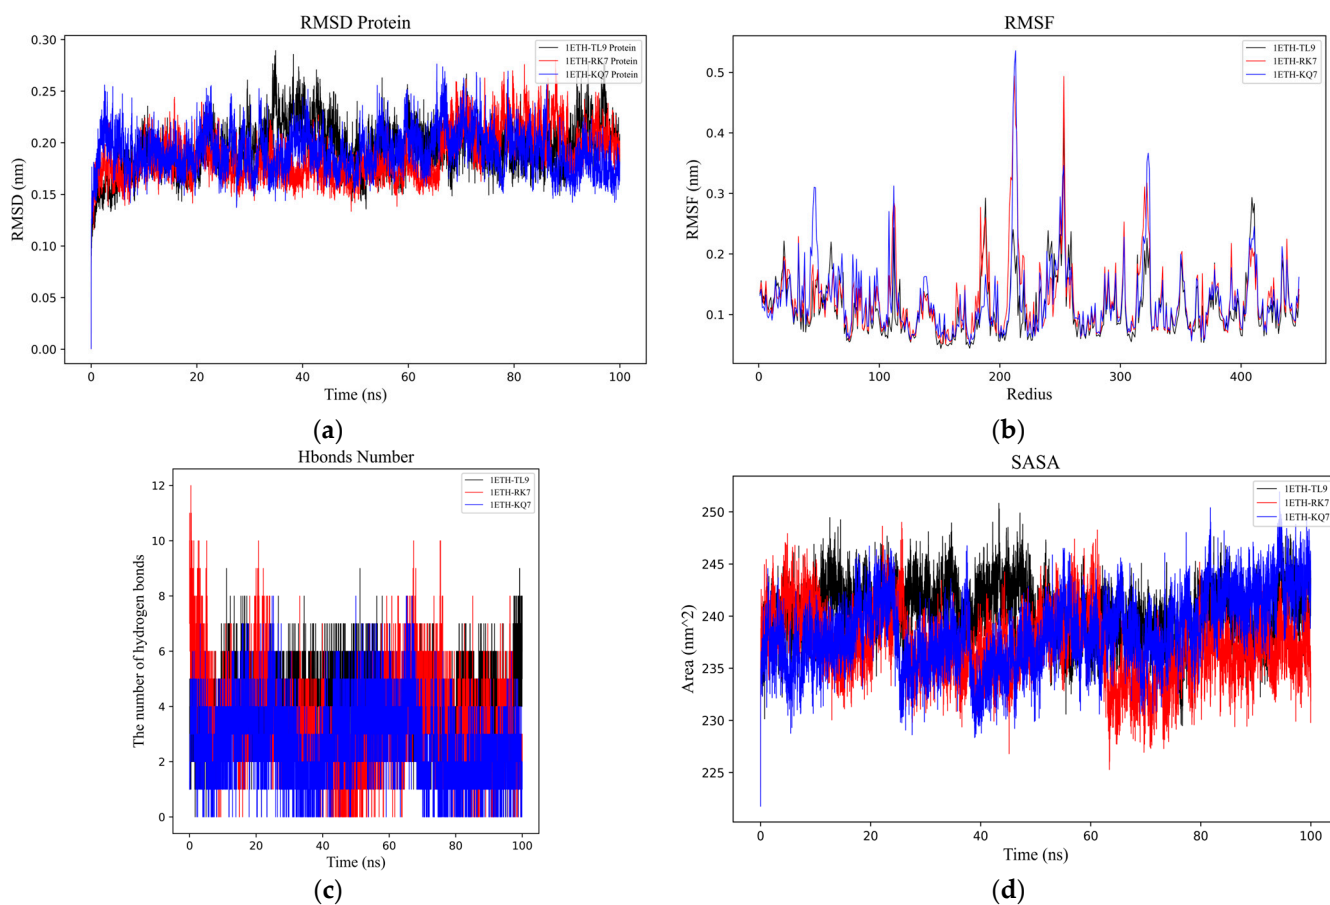 RMSD Protein
0.30
0.25
0.20
0.15
0.10
0.05
0.00
RMSD (nm)
1ETH-TL9 Protein
1ETH-RK7 Protein
1ETH-KQ7 Protein
0 20 40 60 80 100
Time (ns)
(a)
RMSF
0.5
0.4
0.3
0.2
0.1
RMSF (nm)
1ETH-TL9
1ETH-RK7
1ETH-KQ7
0 100 200 300 400
Redius
(b)
Hbonds Number
12
10
8
6
4
2
0
The number of hydrogen bonds
1ETH-TL9
1ETH-RK7
1ETH-KQ7
0 20 40 60 80 100
Time (ns)
(c)
SASA
250
245
240
235
230
225
Area (nm^2)
1ETH-TL9
1ETH-RK7
1ETH-KQ7
0 20 40 60 80 100
Time (ns)
(d)